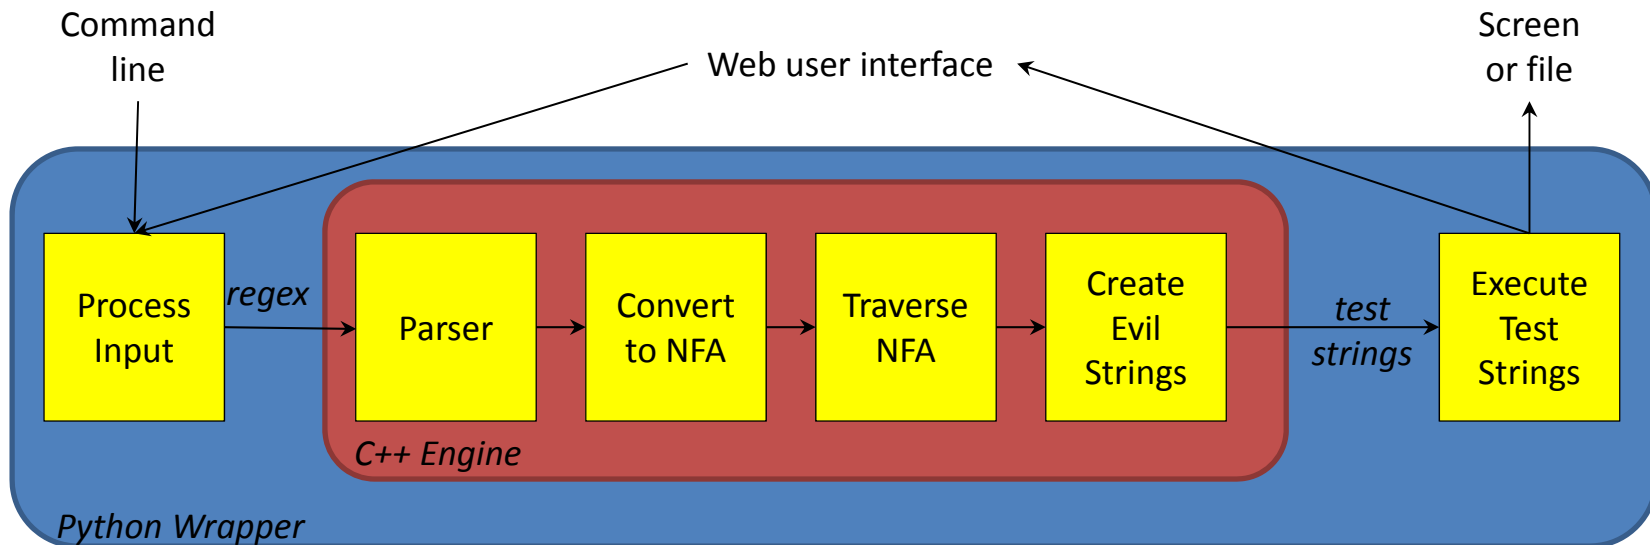 Command
line
Web user interface
Screen
or file
Process
Input
regex
Parser
Convert
to NFA
Traverse
NFA
Create
Evil
Strings
test
strings
Execute
Test
Strings
C++ Engine
Python Wrapper